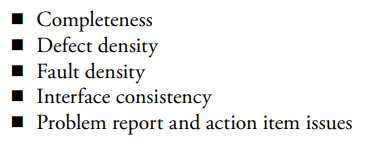 ■ Completeness
■ Defect density
■ Fault density
■ Interface consistency
■ Problem report and action item issues